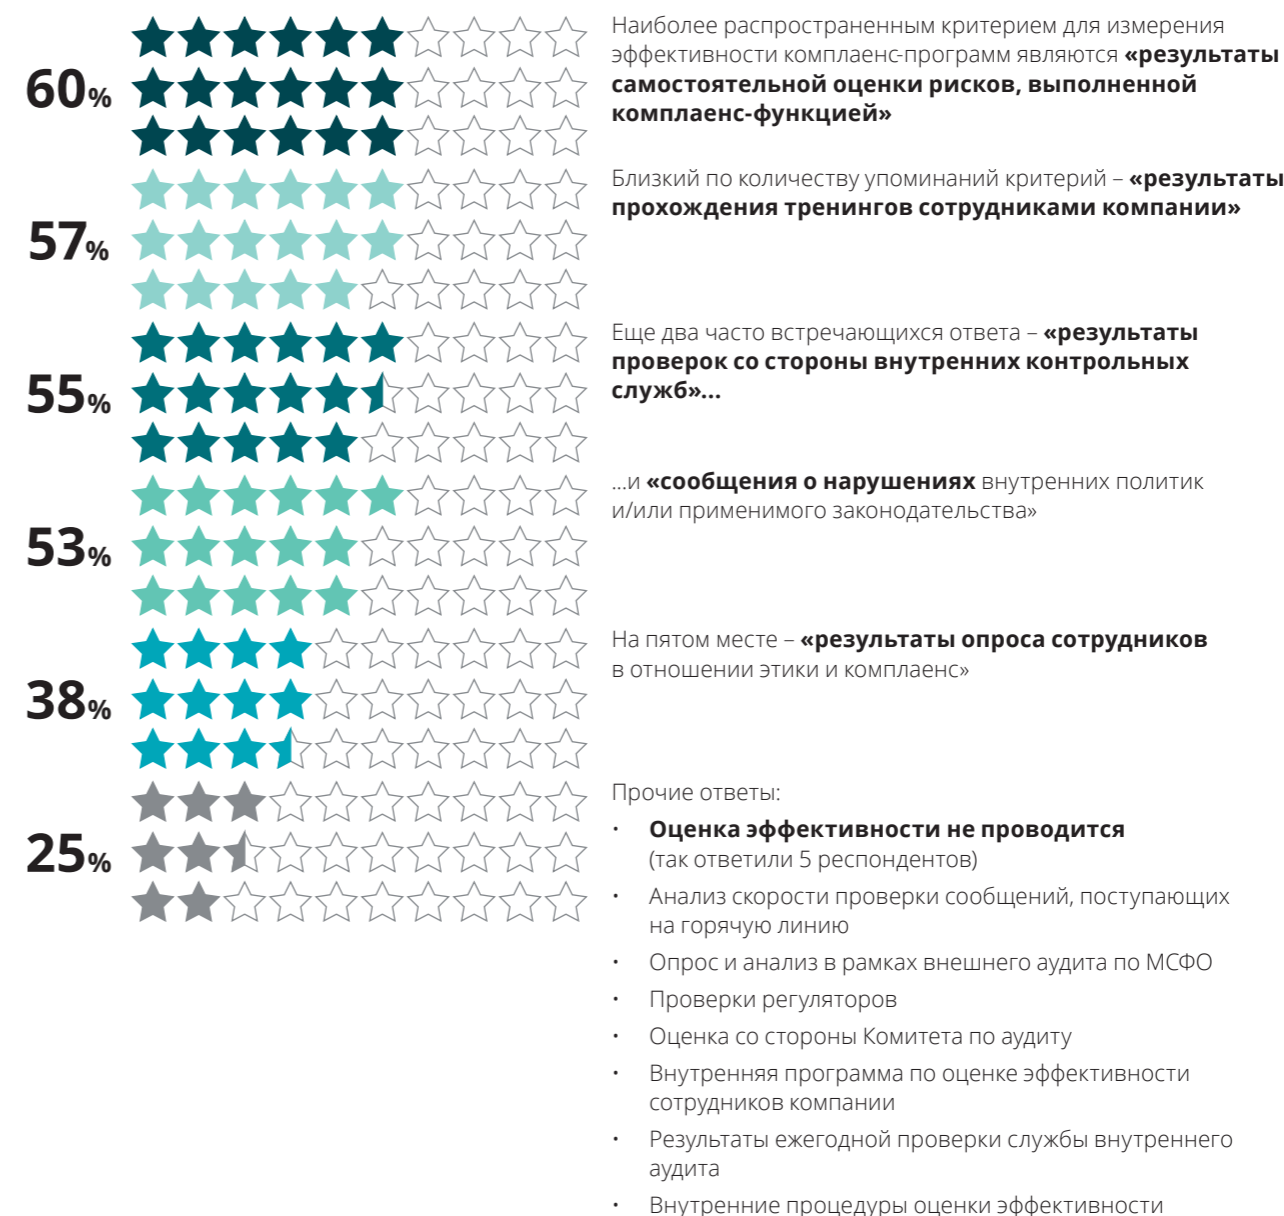 60%
Наиболее распространенным критерием для измерения
эффективности комплаенс-программ являются «результаты
самостоятельной оценки рисков, выполненной
комплаенс-функцией»
57%
Близкий по количеству упоминаний критерий – «результаты
прохождения тренингов сотрудниками компании»
55%
Еще два часто встречающихся ответа – «результаты
проверок со стороны внутренних контрольных
служб»...
53%
...и «сообщения о нарушениях внутренних политик
и/или применимого законодательства»
38%
На пятом месте – «результаты опроса сотрудников
в отношении этики и комплаенс»
25%
Прочие ответы:
• Оценка эффективности не проводится
(так ответили 5 респондентов)
• Анализ скорости проверки сообщений, поступающих
на горячую линию
• Опрос и анализ в рамках внешнего аудита по МСФО
• Проверки регуляторов
• Оценка со стороны Комитета по аудиту
• Внутренняя программа по оценке эффективности
сотрудников компании
• Результаты ежегодной проверки службы внутреннего
аудита
• Внутренние процедуры оценки эффективности